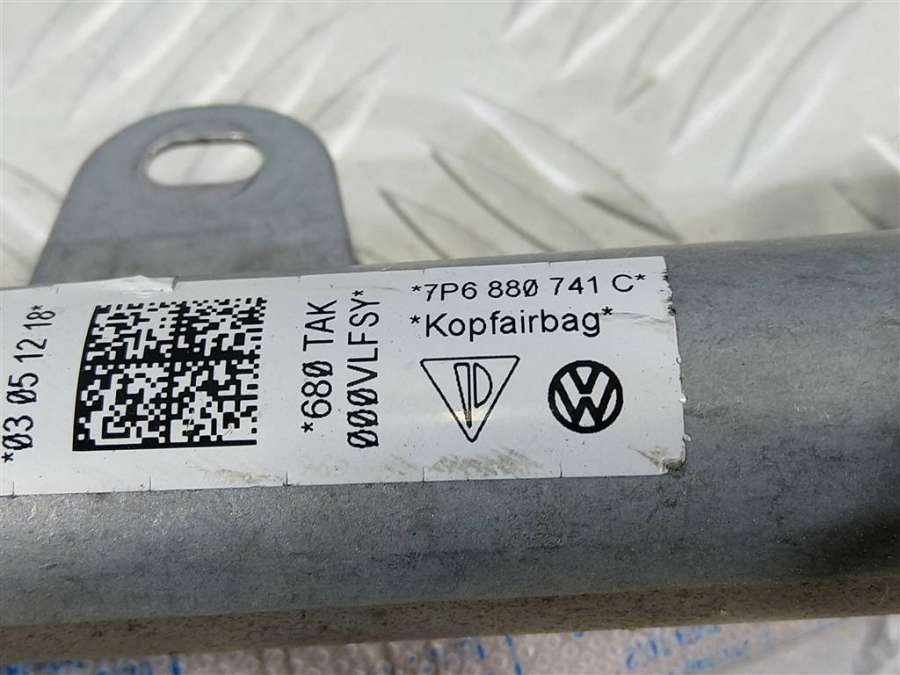 *7P6 880 741 C*
*Kopfairbag*
*680 TAK
000VLFSY*
*03 05 12 18*